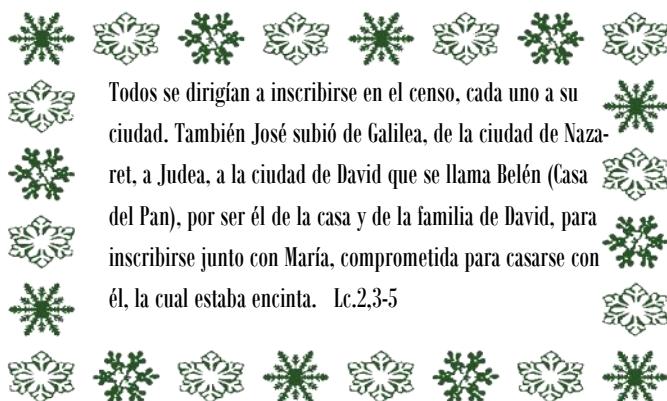 Todos se dirigían a inscribirse en el censo, cada uno a su
ciudad. También José subió de Galilea, de la ciudad de Naza-
ret, a Judea, a la ciudad de David que se llama Belén (Casa
del Pan), por ser él de la casa y de la familia de David, para
inscribirse junto con María, comprometida para casarse con
él, la cual estaba encinta. Lc.2,3-5